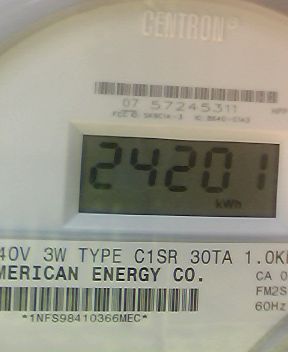 CENTRON®
07 57245311
24201
kWh
40V 3W TYPE C1SR 30TA 1.0K
MERICAN ENERGY CO.
CA 0
FM2S
60Hz
*1NFS98410366MEC*